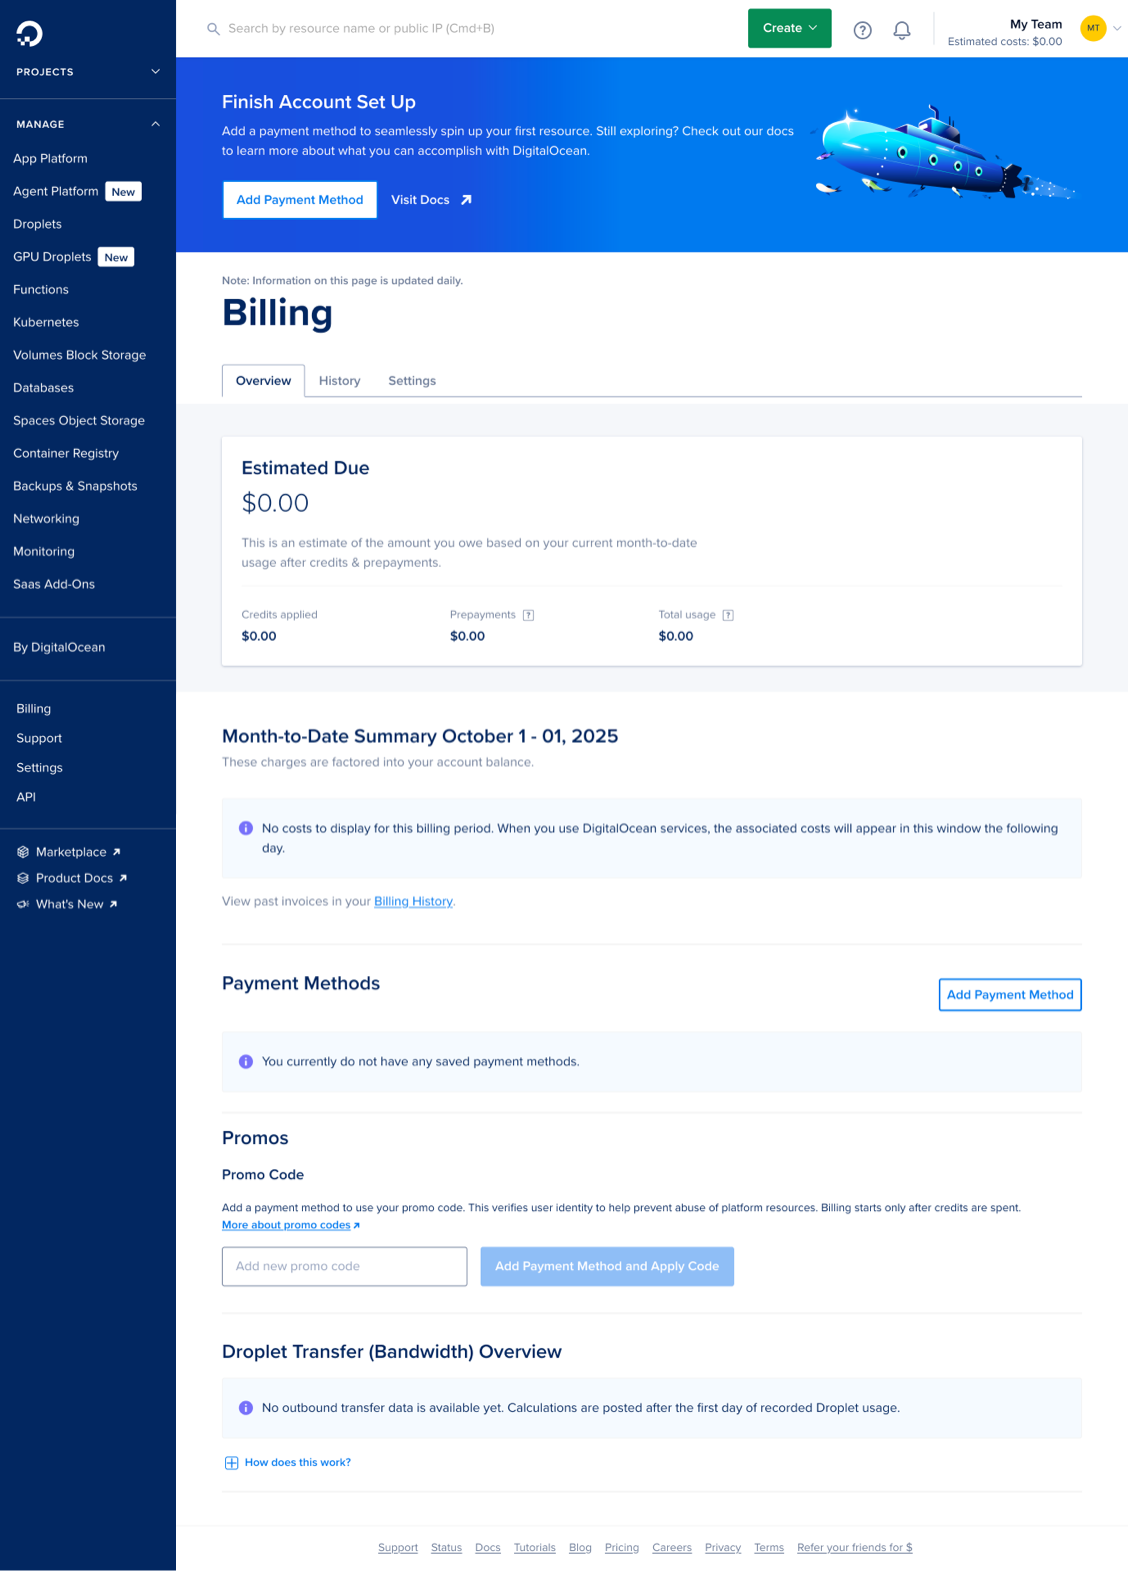 Search by resource name or public IP (Cmd+B)
Create
My Team
Estimated costs: $0.00
MT
PROJECTS
MANAGE
App Platform
Agent Platform New
Droplets
GPU Droplets New
Functions
Kubernetes
Volumes Block Storage
Databases
Spaces Object Storage
Container Registry
Backups & Snapshots
Networking
Monitoring
Saas Add-Ons
By DigitalOcean
Billing
Support
Settings
API
Marketplace
Product Docs
What's New
Finish Account Set Up
Add a payment method to seamlessly spin up your first resource. Still exploring? Check out our docs
to learn more about what you can accomplish with DigitalOcean.
Add Payment Method Visit Docs
Note: Information on this page is updated daily.
Billing
Overview History Settings
Estimated Due
$0.00
This is an estimate of the amount you owe based on your current month-to-date
usage after credits & prepayments.
Credits applied Prepayments ? Total usage ?
$0.00 $0.00 $0.00
Month-to-Date Summary October 1 - 01, 2025
These charges are factored into your account balance.
No costs to display for this billing period. When you use DigitalOcean services, the associated costs will appear in this window the following
day.
View past invoices in your Billing History.
Payment Methods
Add Payment Method
You currently do not have any saved payment methods.
Promos
Promo Code
Add a payment method to use your promo code. This verifies user identity to help prevent abuse of platform resources. Billing starts only after credits are spent.
More about promo codes
Add new promo code
Add Payment Method and Apply Code
Droplet Transfer (Bandwidth) Overview
No outbound transfer data is available yet. Calculations are posted after the first day of recorded Droplet usage.
How does this work?
Support Status Docs Tutorials Blog Pricing Careers Privacy Terms Refer your friends for $